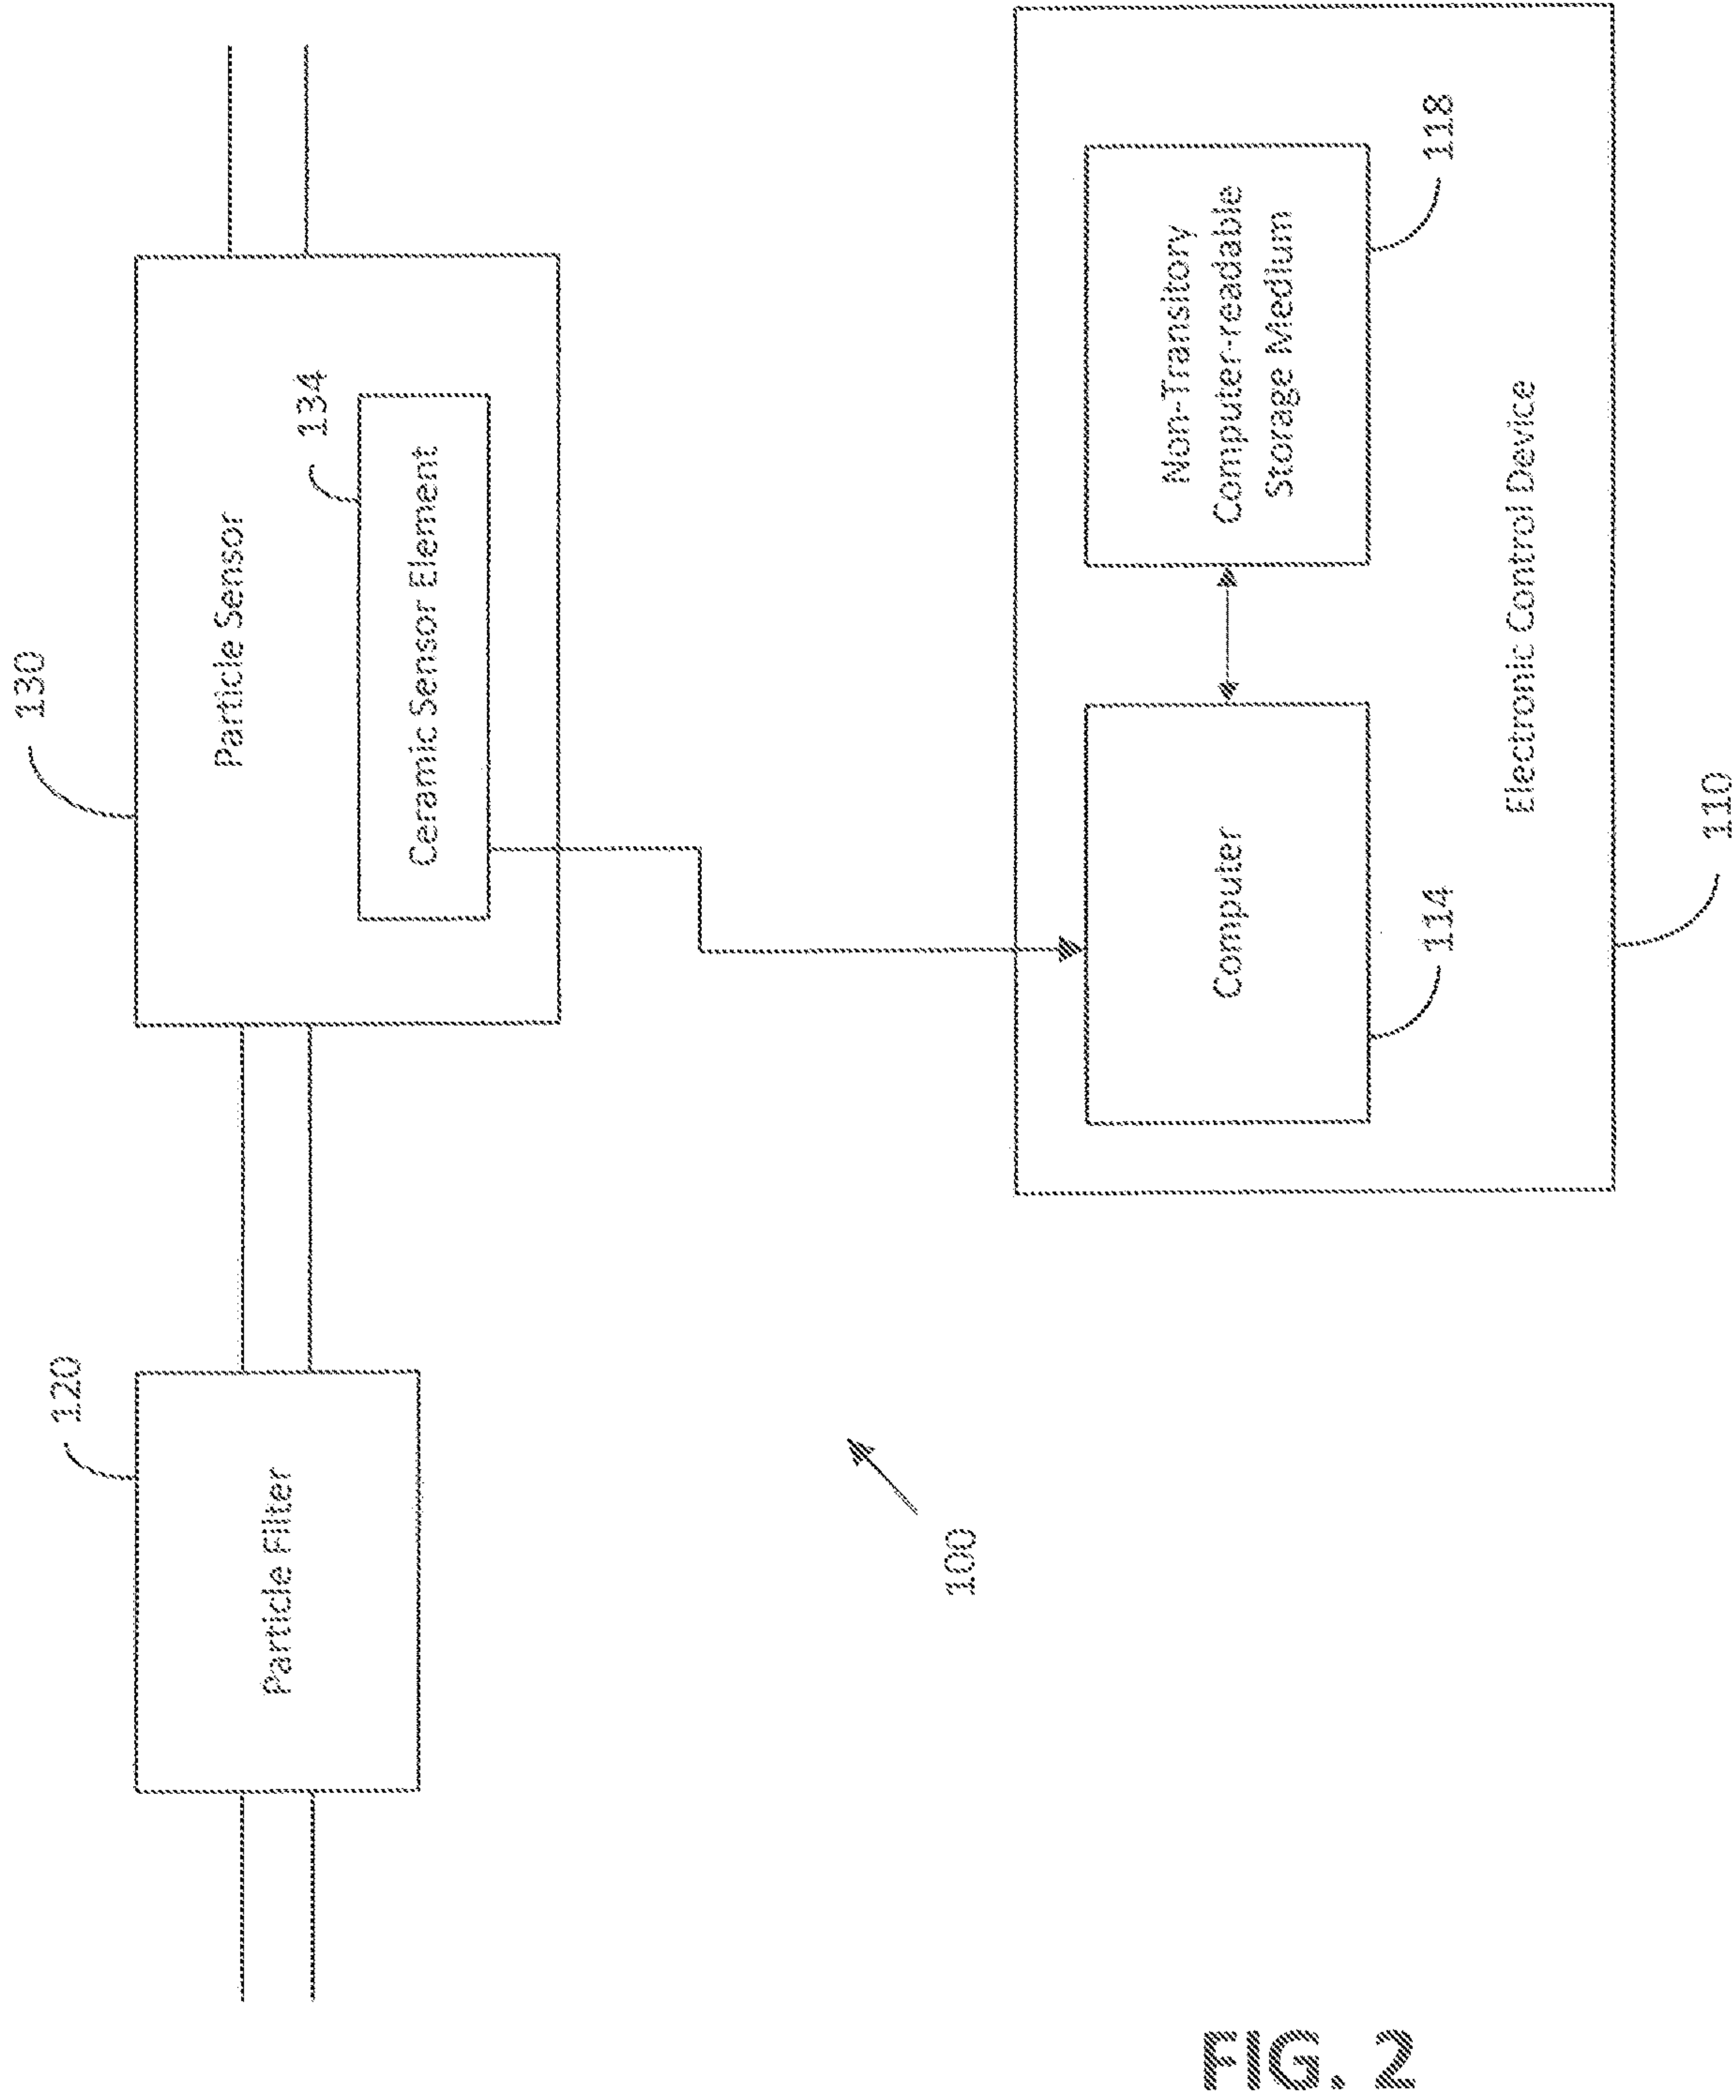 120
Particle Filter
130
Particle Sensor
134
Ceramic Sensor Element
100
Computer
114
Non-Transitory
Computer-readable
Storage Medium
118
Electronic Control Device
110
FIG. 2